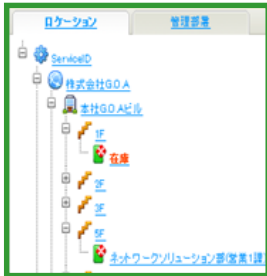 ロケーション
管理部署
ServiceID
株式会社G.O.A
本社G.O.Aビル
1F
在庫
2F
3F
5F
ネットワークソリューション部(営業1課